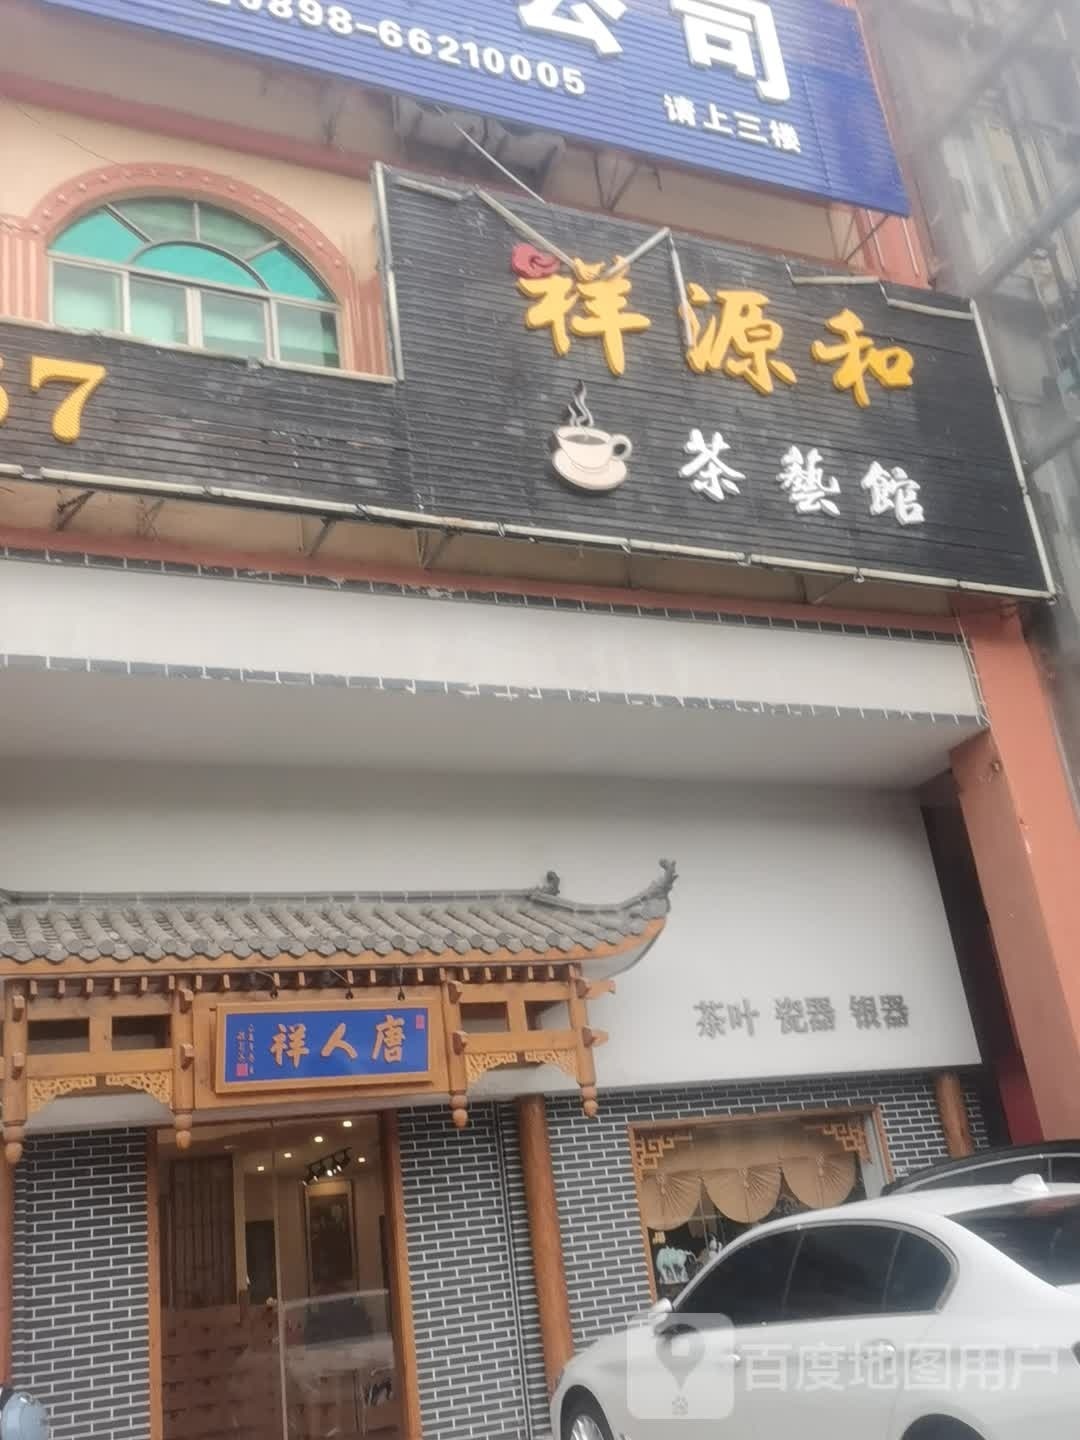 公司
0898-66210005
请上三楼
祥源和
57
茶藝館
茶叶 瓷器 银器
祥人唐
百度地图用户